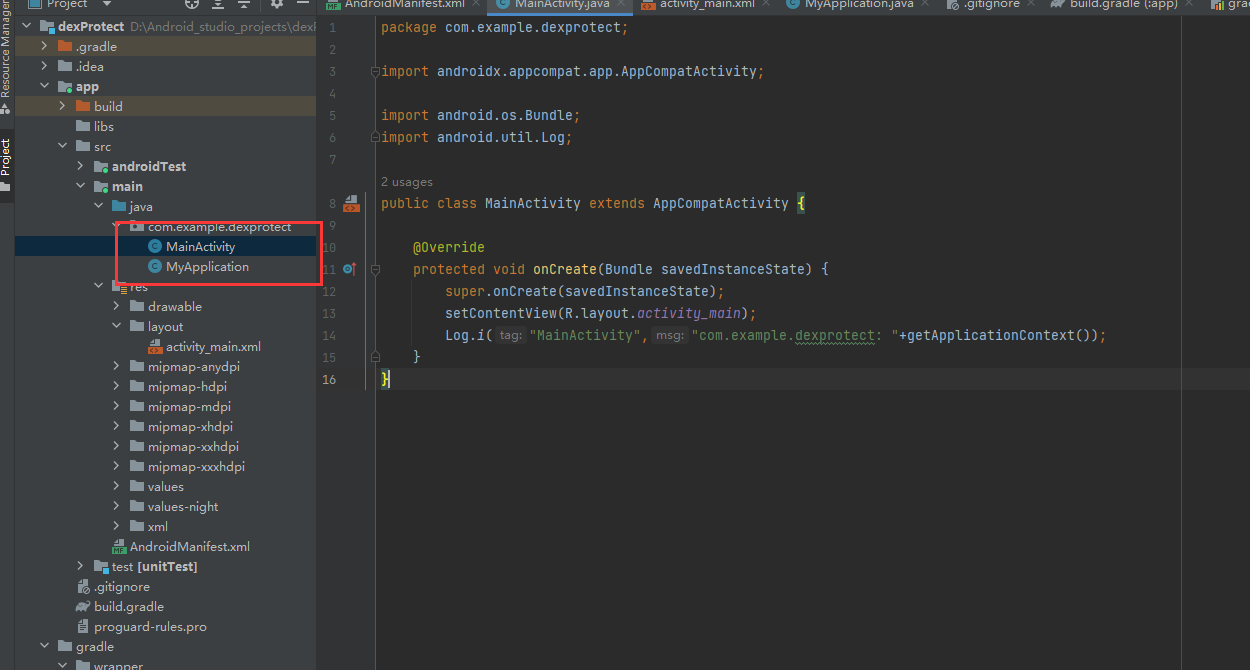 Project
AndroidManifest.xml
MainActivity.java
activity_main.xml
MyApplication.java
.gitignore
build.gradle (:app)
Resource Manager
Project
dexProtect D:\Android_studio_projects\dex
.gradle
.idea
app
build
libs
src
androidTest
main
java
com.example.dexprotect
MainActivity
MyApplication
res
drawable
layout
activity_main.xml
mipmap-anydpi
mipmap-hdpi
mipmap-mdpi
mipmap-xhdpi
mipmap-xxhdpi
mipmap-xxxhdpi
values
values-night
xml
AndroidManifest.xml
test [unitTest]
.gitignore
build.gradle
proguard-rules.pro
gradle
wrapper
1 package com.example.dexprotect;
2
3 import androidx.appcompat.app.AppCompatActivity;
4
5 import android.os.Bundle;
6 import android.util.Log;
7
2 usages
8 public class MainActivity extends AppCompatActivity {
9
10 @Override
11 protected void onCreate(Bundle savedInstanceState) {
12 super.onCreate(savedInstanceState);
13 setContentView(R.layout.activity_main);
14 Log.i( tag: "MainActivity", msg: "com.example.dexprotect: "+getApplicationContext());
15 }
16 }